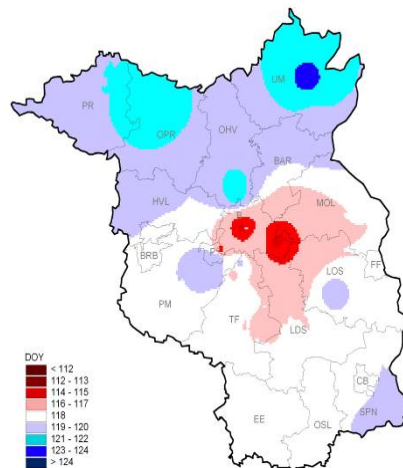 UM
PR
OPR
OHV
BAR
HVL
MOL
B
BRB
FF
LOS
PM
TF
LDS
DOY
< 112
112 - 113
114 - 115
116 - 117
118
119 - 120
121 - 122
123 - 124
> 124
CB
SPN
EE
OSL